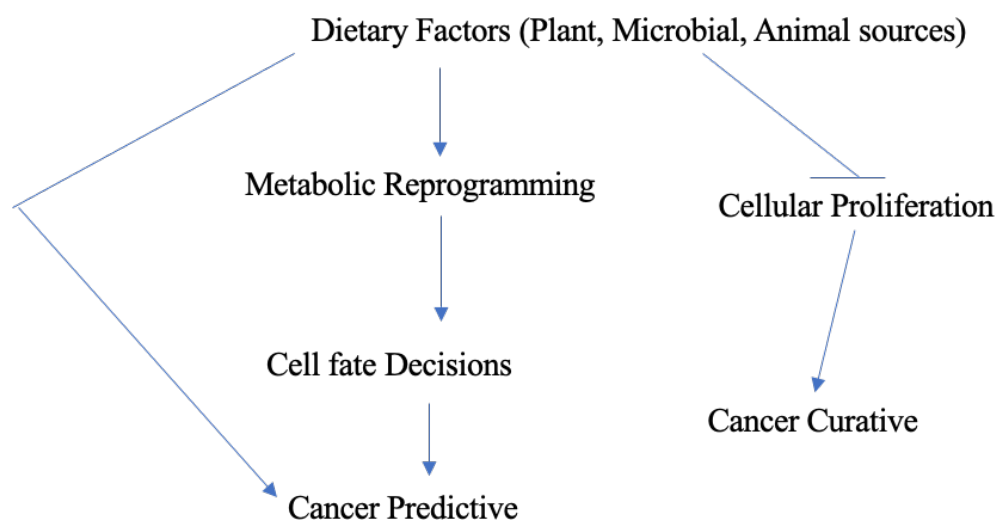 Dietary Factors (Plant, Microbial, Animal sources)
Metabolic Reprogramming
Cellular Proliferation
Cell fate Decisions
Cancer Curative
Cancer Predictive